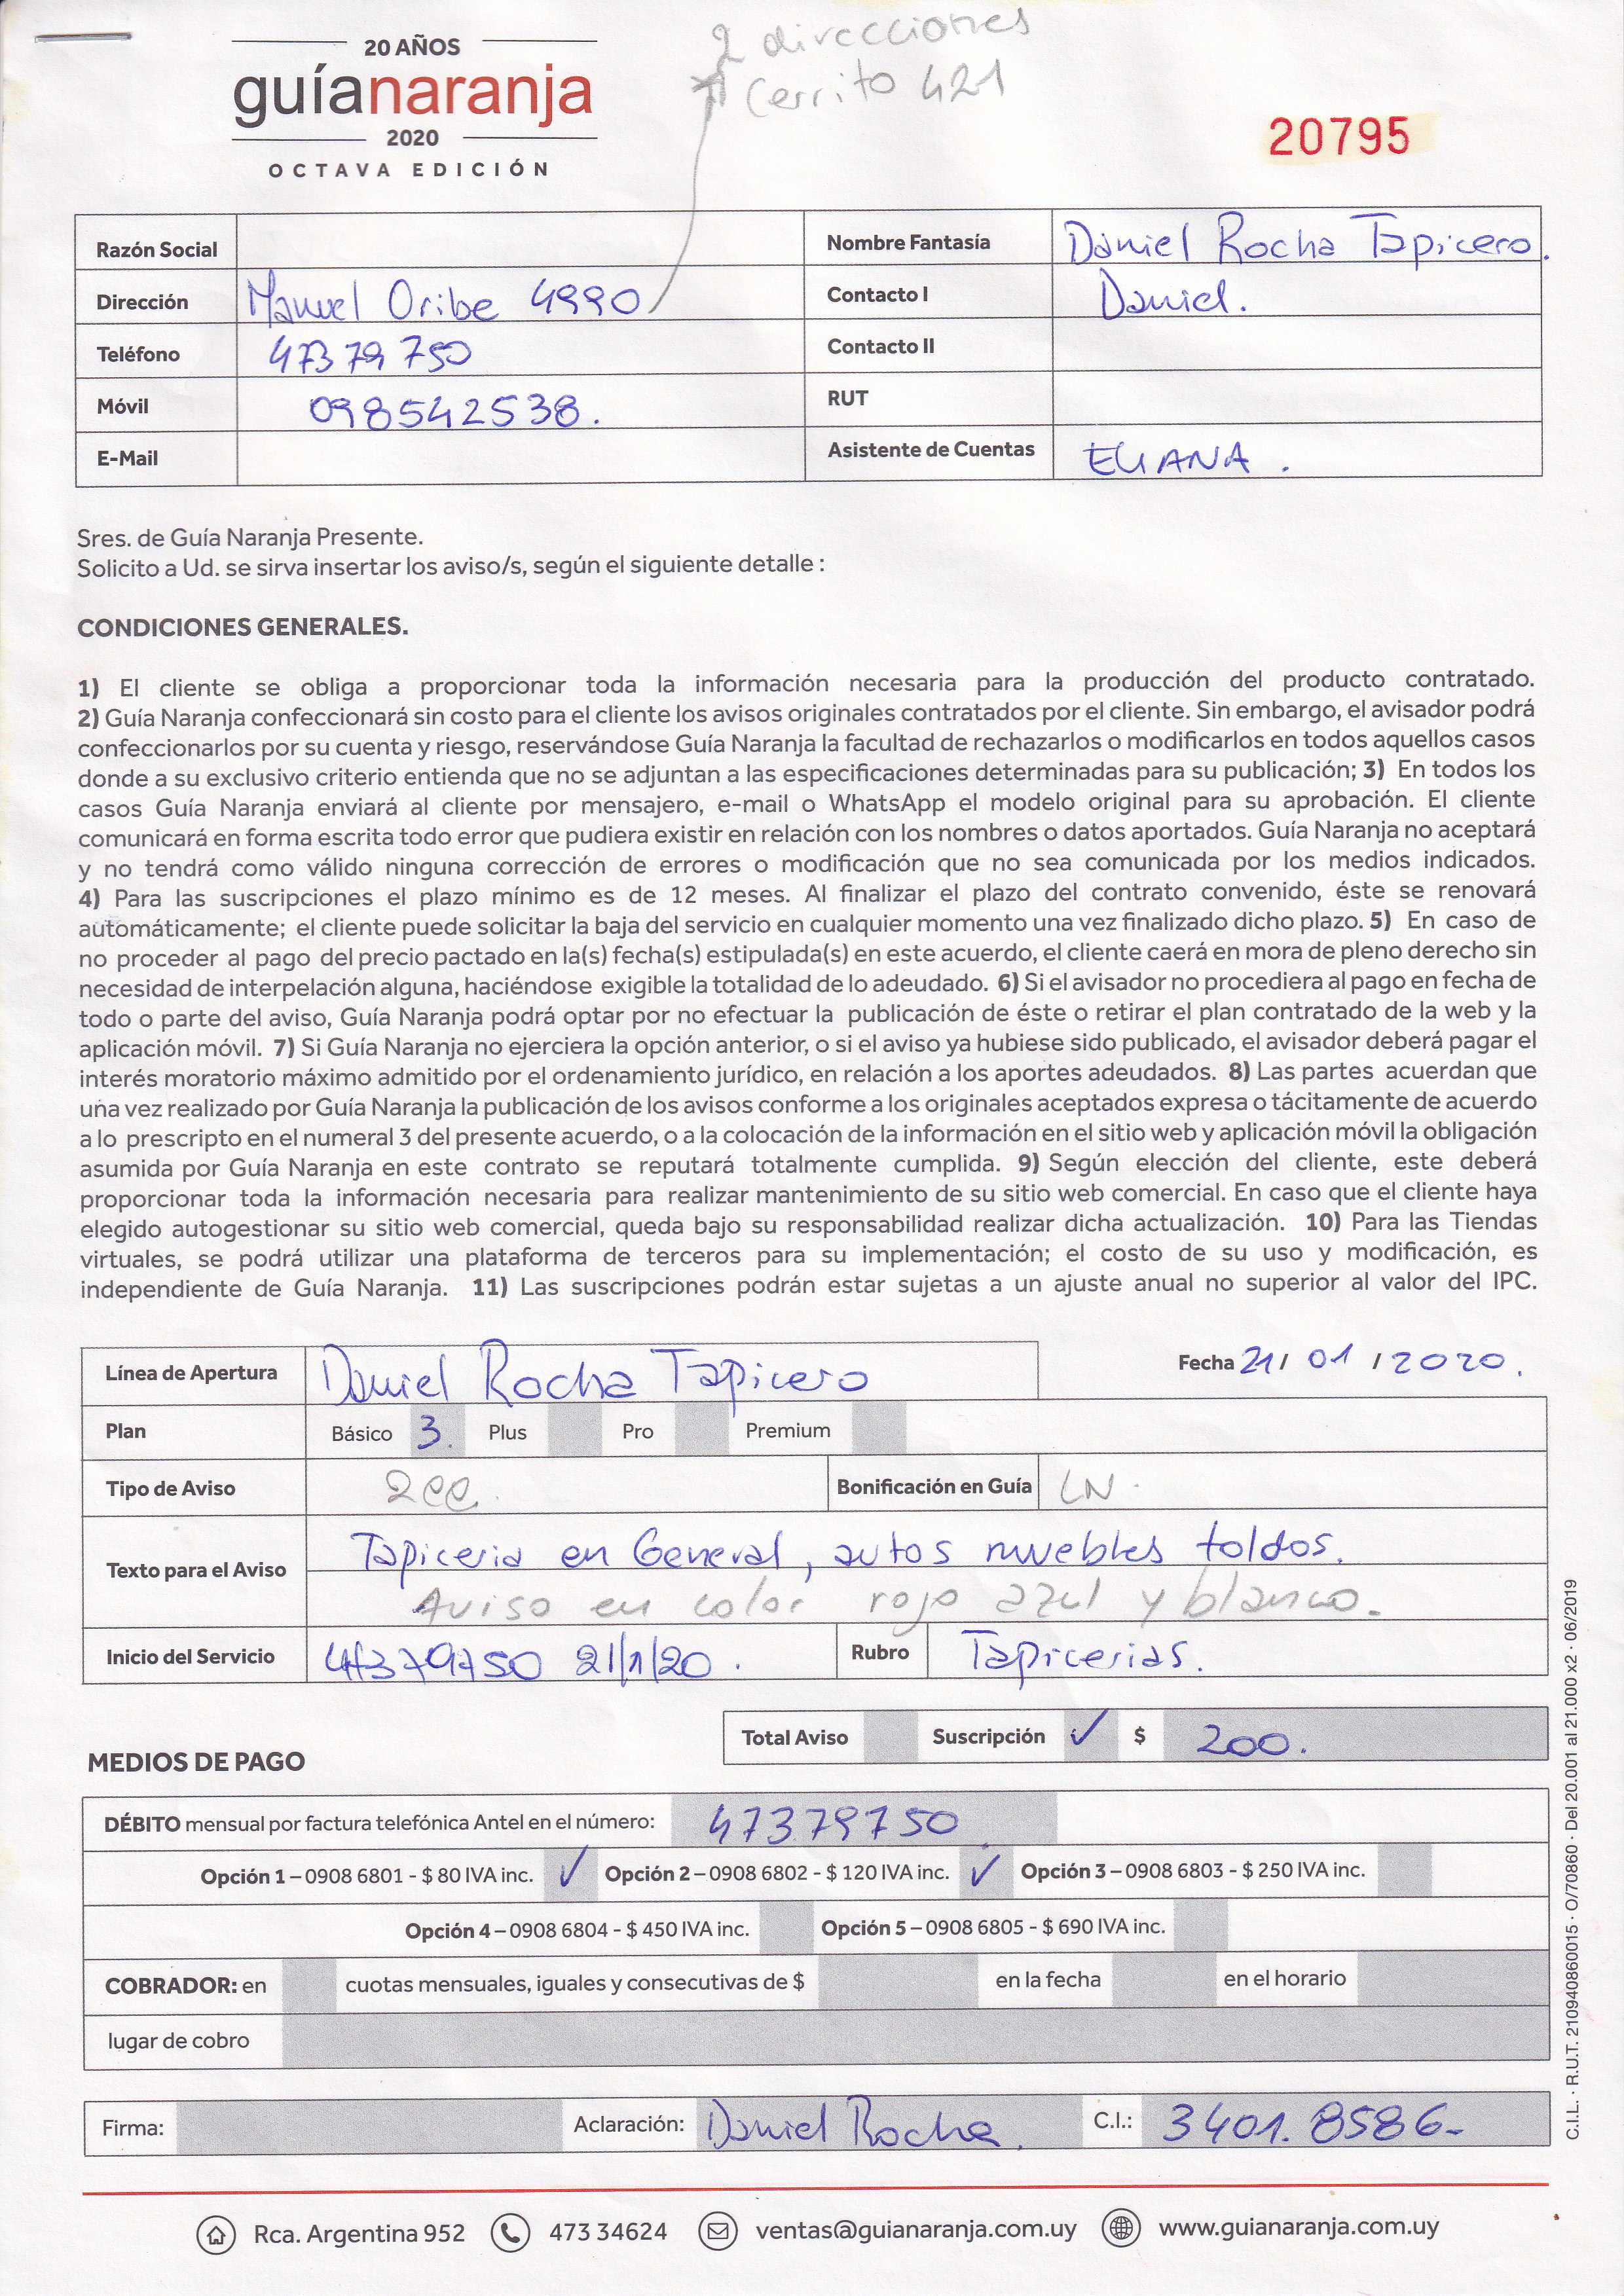 2 direcciones
Cerrito 421
20 AÑOS
guíanaranja
2020
OCTAVA EDICIÓN
20795
Razón Social
Nombre Fantasía Daniel Rocha Tapicero.
Dirección Manuel Oribe 4990
Contacto I Daniel.
Teléfono 473 79 750
Contacto II
Móvil 098542538.
RUT
E-Mail
Asistente de Cuentas ELIANA.
Sres. de Guía Naranja Presente.
Solicito a Ud. se sirva insertar los aviso/s, según el siguiente detalle :
CONDICIONES GENERALES.
1) El cliente se obliga a proporcionar toda la información necesaria para la producción del producto contratado.
2) Guía Naranja confeccionará sin costo para el cliente los avisos originales contratados por el cliente. Sin embargo, el avisador podrá
confeccionarlos por su cuenta y riesgo, reservándose Guía Naranja la facultad de rechazarlos o modificarlos en todos aquellos casos
donde a su exclusivo criterio entienda que no se adjuntan a las especificaciones determinadas para su publicación; 3) En todos los
casos Guía Naranja enviará al cliente por mensajero, e-mail o WhatsApp el modelo original para su aprobación. El cliente
comunicará en forma escrita todo error que pudiera existir en relación con los nombres o datos aportados. Guía Naranja no aceptará
y no tendrá como válido ninguna corrección de errores o modificación que no sea comunicada por los medios indicados.
4) Para las suscripciones el plazo mínimo es de 12 meses. Al finalizar el plazo del contrato convenido, éste se renovará
automáticamente; el cliente puede solicitar la baja del servicio en cualquier momento una vez finalizado dicho plazo. 5) En caso de
no proceder al pago del precio pactado en la(s) fecha(s) estipulada(s) en este acuerdo, el cliente caerá en mora de pleno derecho sin
necesidad de interpelación alguna, haciéndose exigible la totalidad de lo adeudado. 6) Si el avisador no procediera al pago en fecha de
todo o parte del aviso, Guía Naranja podrá optar por no efectuar la publicación de éste o retirar el plan contratado de la web y la
aplicación móvil. 7) Si Guía Naranja no ejerciera la opción anterior, o si el aviso ya hubiese sido publicado, el avisador deberá pagar el
interés moratorio máximo admitido por el ordenamiento jurídico, en relación a los aportes adeudados. 8) Las partes acuerdan que
una vez realizado por Guía Naranja la publicación de los avisos conforme a los originales aceptados expresa o tácitamente de acuerdo
a lo prescripto en el numeral 3 del presente acuerdo, o a la colocación de la información en el sitio web y aplicación móvil la obligación
asumida por Guía Naranja en este contrato se reputará totalmente cumplida. 9) Según elección del cliente, este deberá
proporcionar toda la información necesaria para realizar mantenimiento de su sitio web comercial. En caso que el cliente haya
elegido autogestionar su sitio web comercial, queda bajo su responsabilidad realizar dicha actualización. 10) Para las Tiendas
virtuales, se podrá utilizar una plataforma de terceros para su implementación; el costo de su uso y modificación, es
independiente de Guía Naranja. 11) Las suscripciones podrán estar sujetas a un ajuste anual no superior al valor del IPC.
Línea de Apertura Daniel Rocha Tapicero
Fecha 21/ 01 / 2020.
Plan Básico 3. Plus Pro Premium
Tipo de Aviso 2cc. Bonificación en Guía LN.
Texto para el Aviso
Tapiceria en General, autos muebles toldos.
Aviso en color rojo azul y blanco.
Inicio del Servicio 47379750 21/1/20. Rubro Tapicerias.
Total Aviso Suscripción ✓ $ 200.
MEDIOS DE PAGO
DÉBITO mensual por factura telefónica Antel en el número: 47379750
Opción 1 – 0908 6801 - $ 80 IVA inc. ✓ Opción 2 – 0908 6802 - $ 120 IVA inc. ✓ Opción 3 – 0908 6803 - $ 250 IVA inc.
Opción 4 – 0908 6804 - $ 450 IVA inc. Opción 5 – 0908 6805 - $ 690 IVA inc.
COBRADOR: en cuotas mensuales, iguales y consecutivas de $ en la fecha en el horario
lugar de cobro
Firma: Aclaración: Daniel Rocha. C.I.: 3401.8586-
Rca. Argentina 952 473 34624 ventas@guianaranja.com.uy www.guianaranja.com.uy
C.I.L. · R.U.T. 210940860015 · O/70860 · Del 20.001 al 21.000 x2 · 06/2019